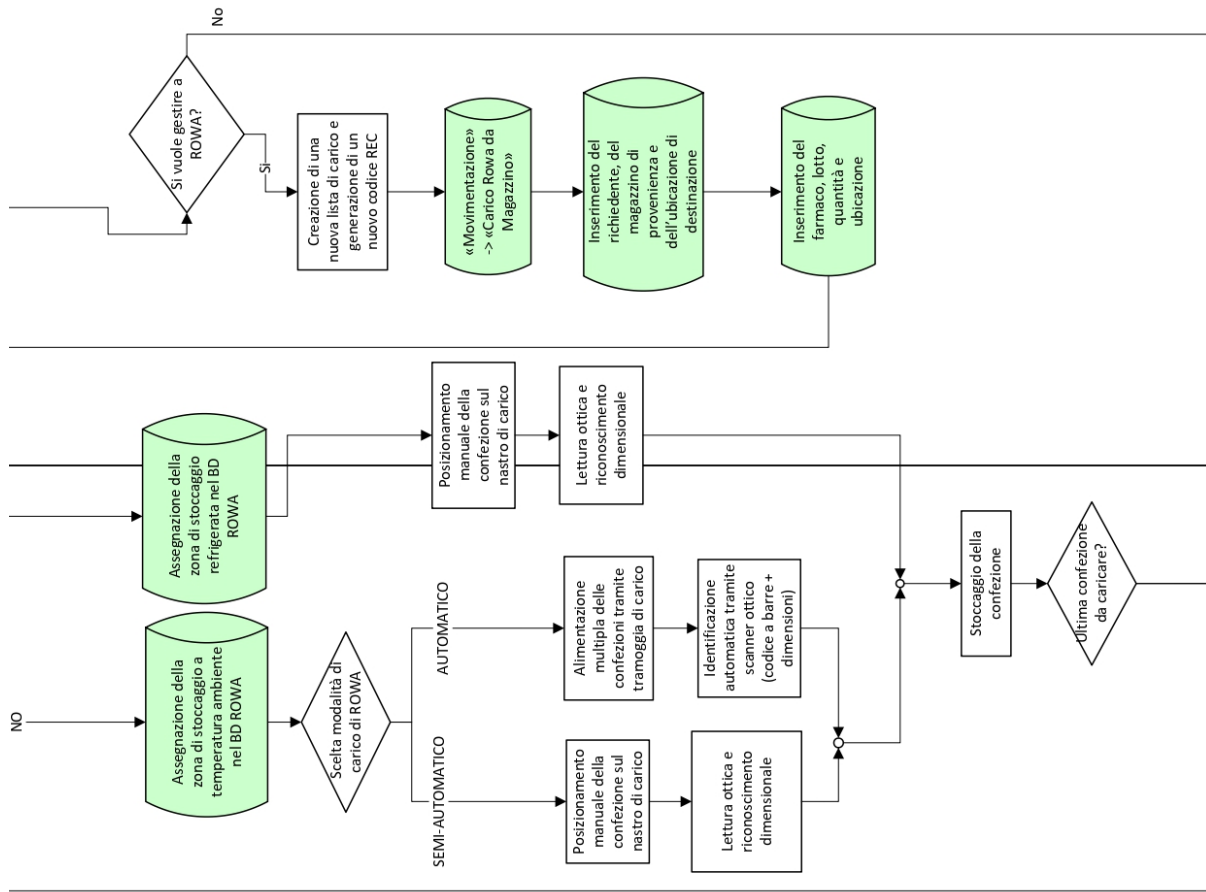 No
Si vuole gestire a
ROWA?
Si
Creazione di una
nuova lista di carico e
generazione di un
nuovo codice REC
«Movimentazione»
-> «Carico Rowa da
Magazzino»
Inserimento del
richiedente, del
magazzino di
provenienza e
dell'ubicazione di
destinazione
Inserimento del
farmaco, lotto,
quantità e
ubicazione
Assegnazione della
zona di stoccaggio
refrigerata nel BD
ROWA
Posizionamento
manuale della
confezione sul
nastro di carico
Lettura ottica e
riconoscimento
dimensionale
NO
Assegnazione della
zona di stoccaggio a
temperatura ambiente
nel BD ROWA
Scelta modalità di
carico di ROWA
AUTOMATICO
Alimentazione
multipla delle
confezioni tramite
tramoggia di carico
Identificazione
automatica tramite
scanner ottico
(codice a barre +
dimensioni)
SEMI-AUTOMATICO
Posizionamento
manuale della
confezione sul
nastro di carico
Lettura ottica e
riconoscimento
dimensionale
Stoccaggio della
confezione
Ultima confezione
da caricare?